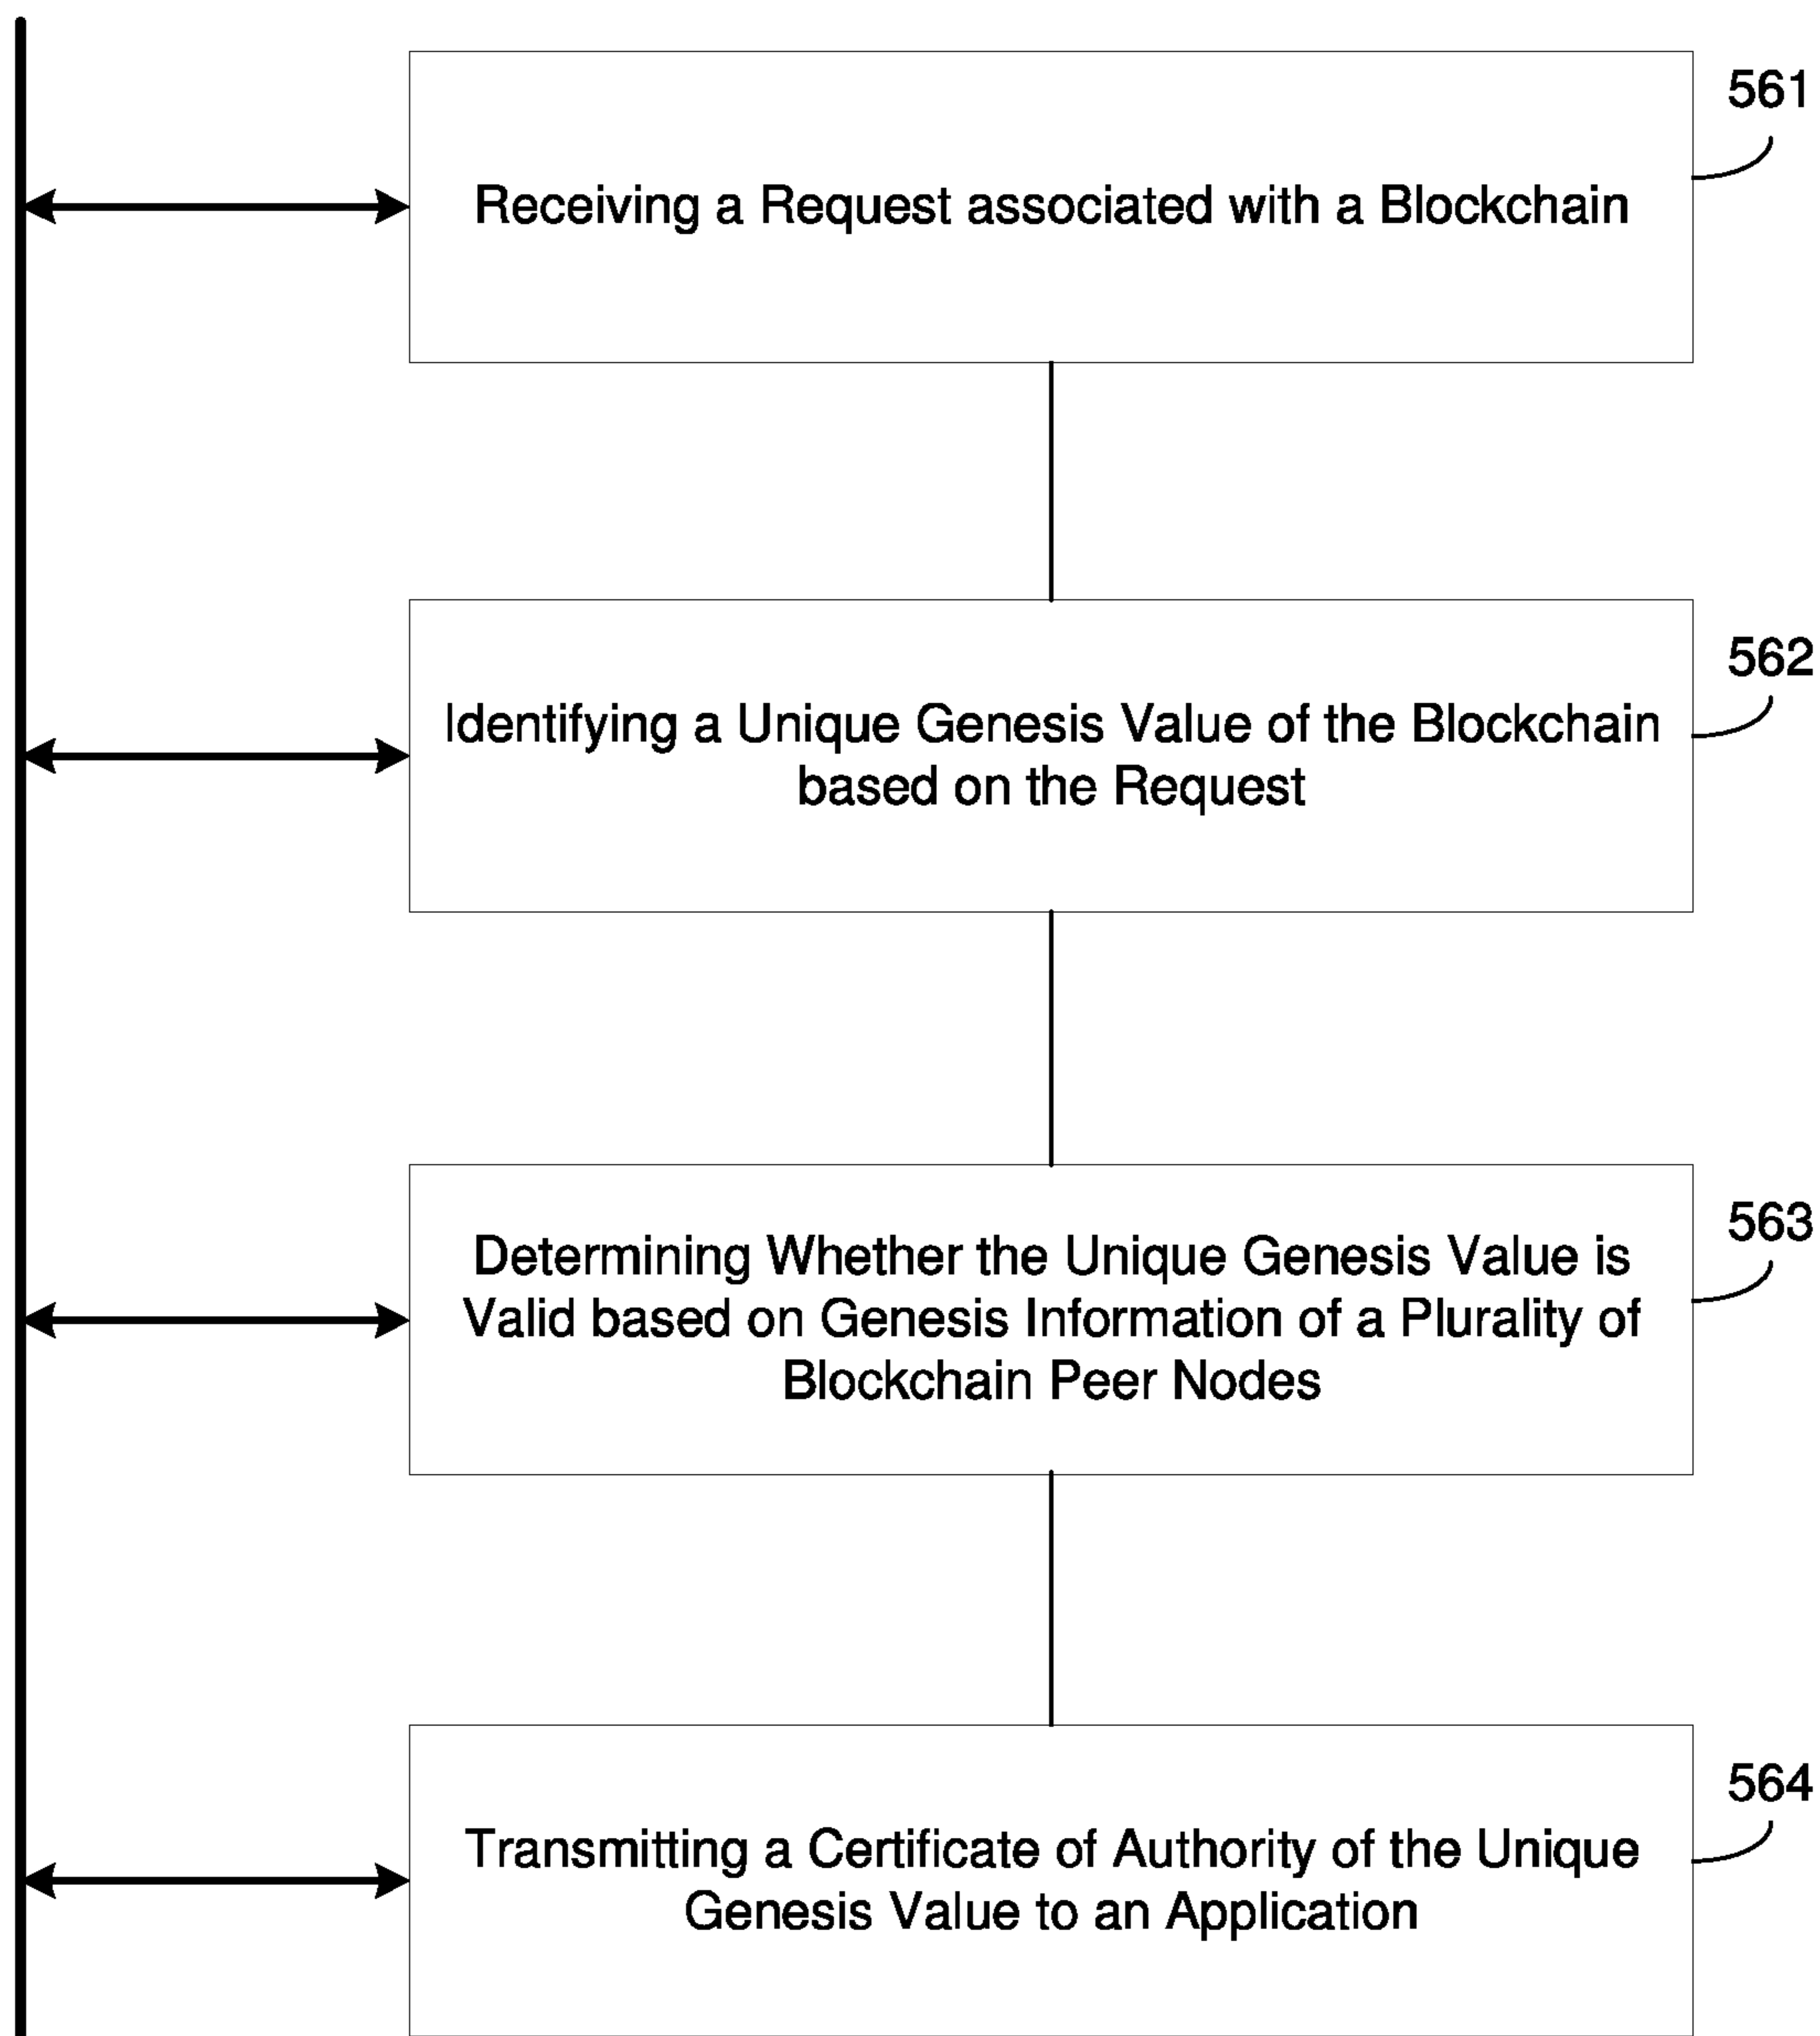 561
Receiving a Request associated with a Blockchain
562
Identifying a Unique Genesis Value of the Blockchain
based on the Request
563
Determining Whether the Unique Genesis Value is
Valid based on Genesis Information of a Plurality of
Blockchain Peer Nodes
564
Transmitting a Certificate of Authority of the Unique
Genesis Value to an Application